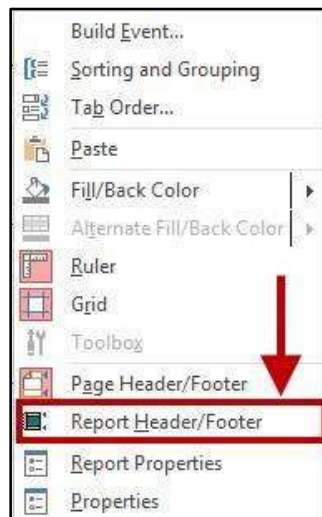 Build Event...
Sorting and Grouping
Tab Order...
Paste
Fill/Back Color
Alternate Fill/Back Color
Ruler
Grid
Toolbox
Page Header/Footer
Report Header/Footer
Report Properties
Properties